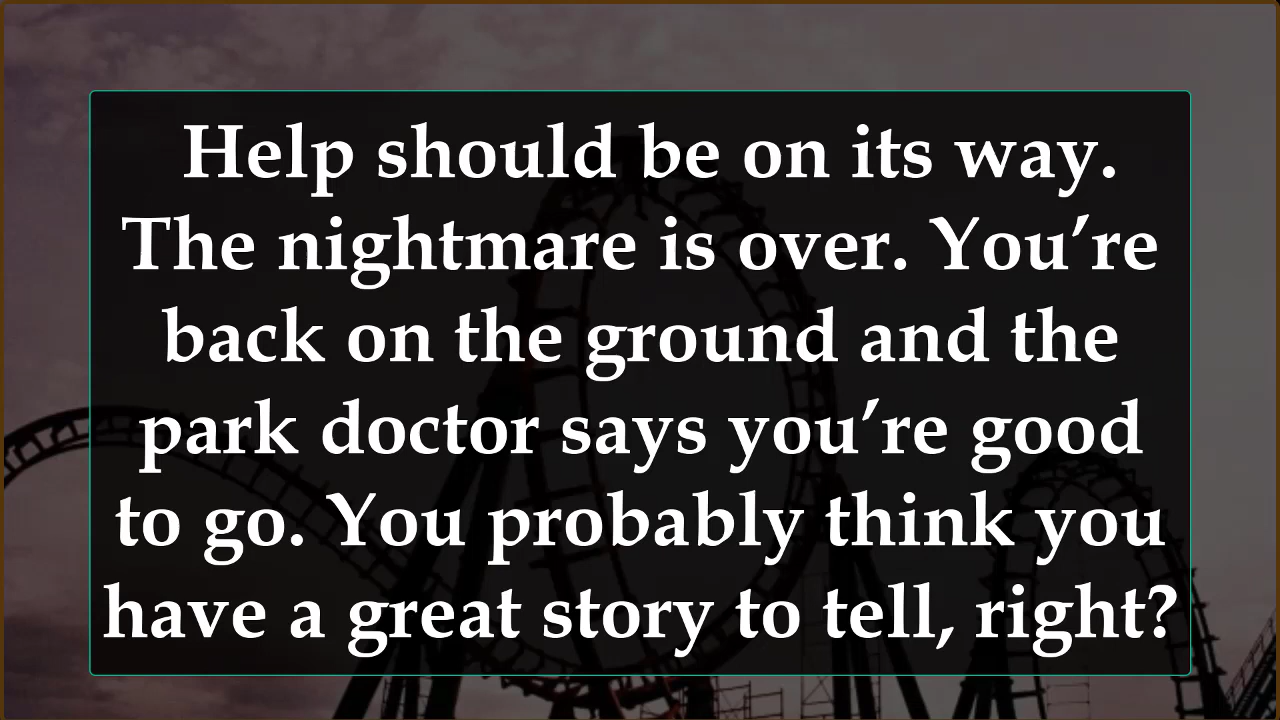 Help should be on its way.
The nightmare is over. You’re
back on the ground and the
park doctor says you’re good
to go. You probably think you
have a great story to tell, right?